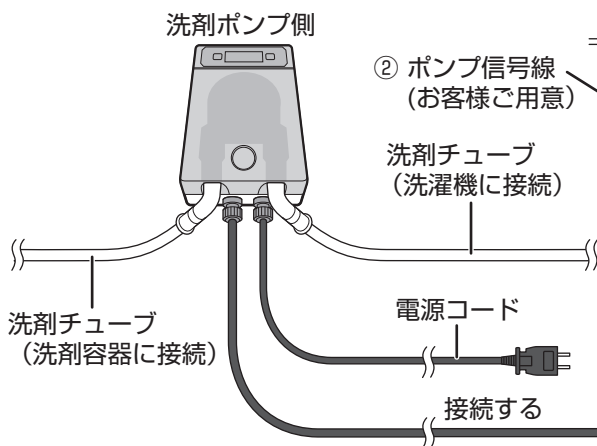 洗剤ポンプ側
② ポンプ信号線
(お客様ご用意）
洗剤チューブ
（洗濯機に接続）
洗剤チューブ
（洗剤容器に接続）
電源コード
接続する